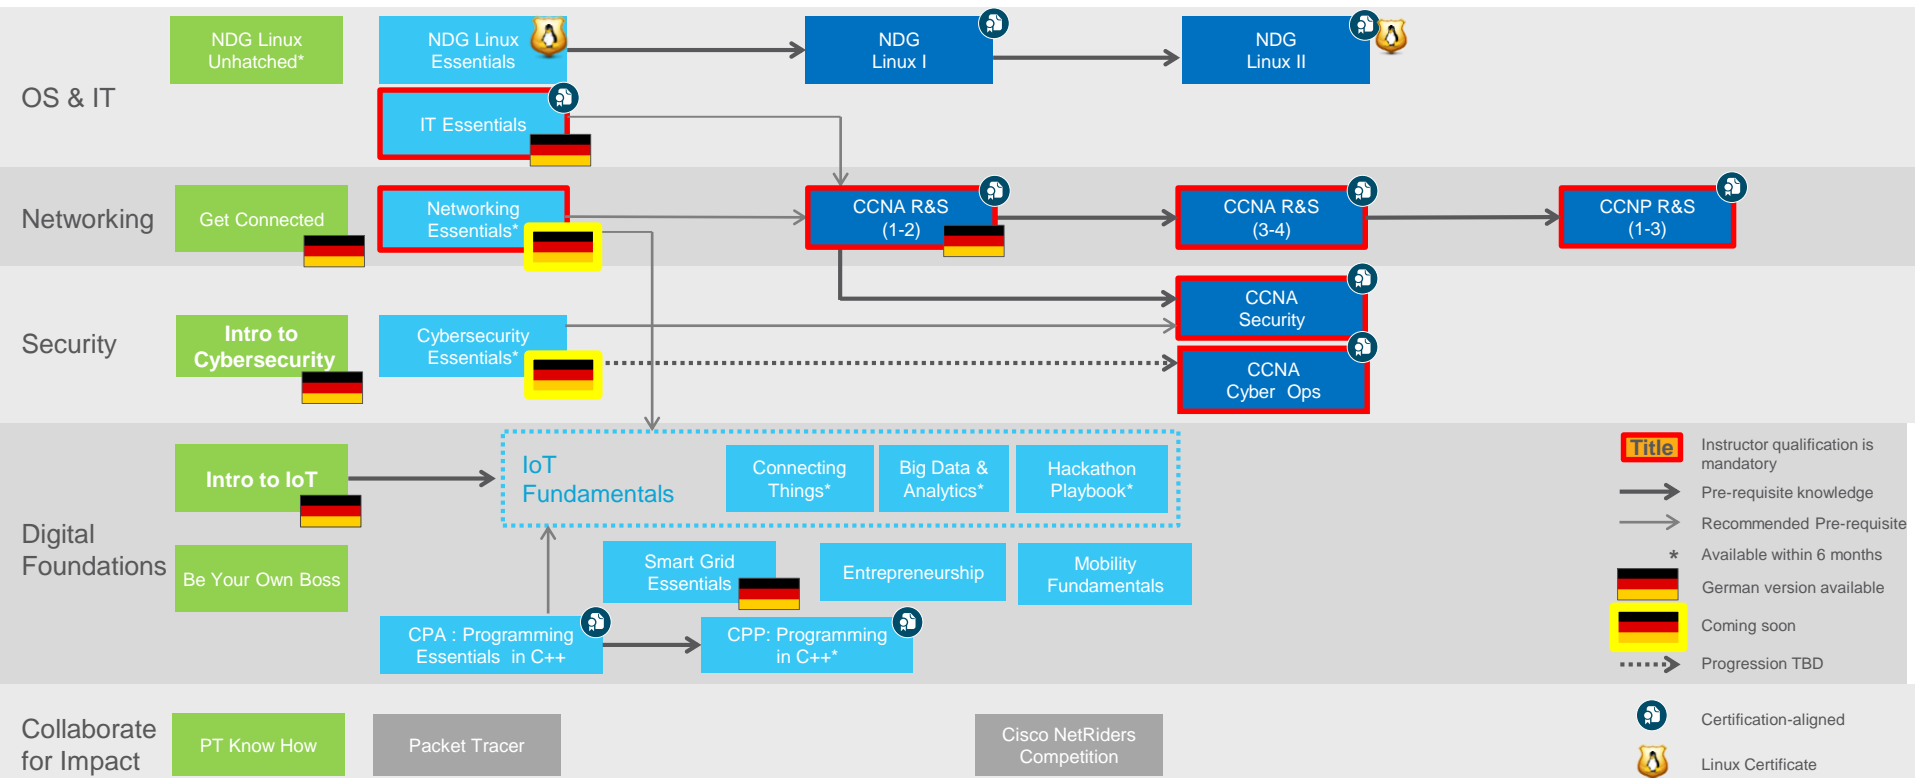 OS & IT
NDG Linux
Unhatched*
NDG Linux
Essentials
NDG
Linux I
NDG
Linux II
IT Essentials
Networking
Get Connected
Networking
Essentials*
CCNA R&S
(1-2)
CCNA R&S
(3-4)
CCNP R&S
(1-3)
Security
Intro to
Cybersecurity
Cybersecurity
Essentials*
CCNA
Security
CCNA
Cyber Ops
Digital
Foundations
Intro to IoT
IoT
Fundamentals
Connecting
Things*
Big Data &
Analytics*
Hackathon
Playbook*
Be Your Own Boss
Smart Grid
Essentials
Entrepreneurship
Mobility
Fundamentals
CPA : Programming
Essentials in C++
CPP: Programming
in C++*
Title
Instructor qualification is
mandatory
Pre-requisite knowledge
Recommended Pre-requisite
* Available within 6 months
German version available
Coming soon
Progression TBD
Collaborate
for Impact
PT Know How
Packet Tracer
Cisco NetRiders
Competition
Certification-aligned
Linux Certificate